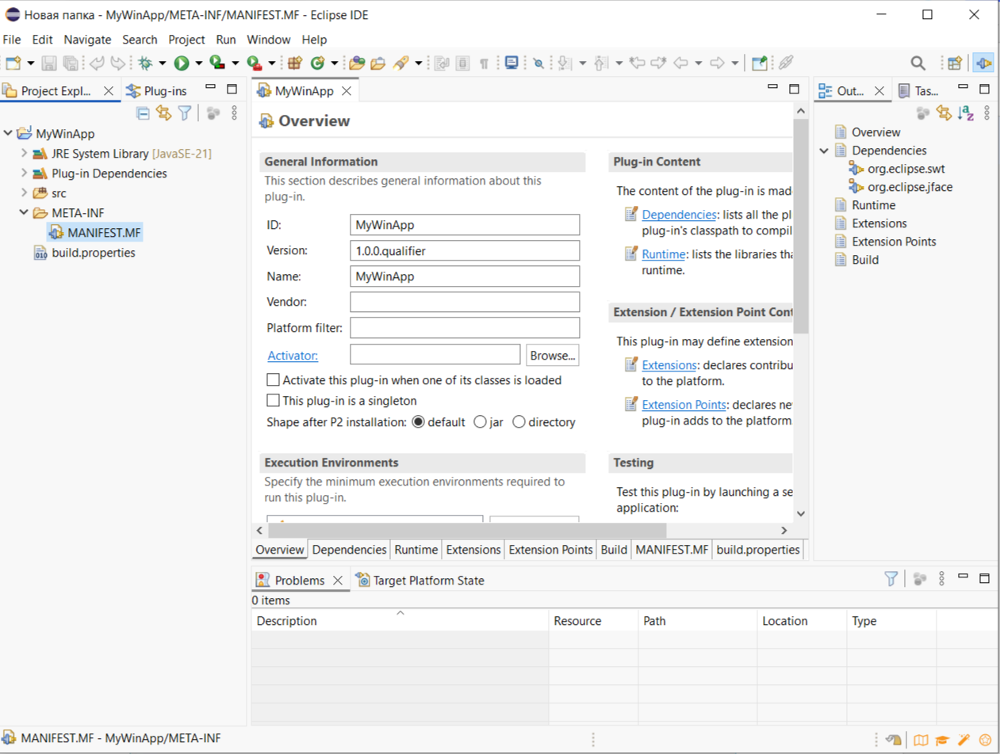 Новая папка - MyWinApp/META-INF/MANIFEST.MF - Eclipse IDE
File Edit Navigate Search Project Run Window Help
Project Expl... Plug-ins
MyWinApp
JRE System Library [JavaSE-21]
Plug-in Dependencies
src
META-INF
MANIFEST.MF
build.properties
MyWinApp
Overview
General Information
This section describes general information about this
plug-in.
ID: MyWinApp
Version: 1.0.0.qualifier
Name: MyWinApp
Vendor:
Platform filter:
Activator: Browse...
Activate this plug-in when one of its classes is loaded
This plug-in is a singleton
Shape after P2 installation: default jar directory
Execution Environments
Specify the minimum execution environments required to
run this plug-in.
Plug-in Content
The content of the plug-in is mad
Dependencies: lists all the pl
plug-in's classpath to compil
Runtime: lists the libraries tha
runtime.
Extension / Extension Point Cont
This plug-in may define extension
Extensions: declares contribu
to the platform.
Extension Points: declares ne
plug-in adds to the platform
Testing
Test this plug-in by launching a se
application:
Overview Dependencies Runtime Extensions Extension Points Build MANIFEST.MF build.properties
Out... Tas...
Overview
Dependencies
org.eclipse.swt
org.eclipse.jface
Runtime
Extensions
Extension Points
Build
Problems Target Platform State
0 items
Description Resource Path Location Type
MANIFEST.MF - MyWinApp/META-INF